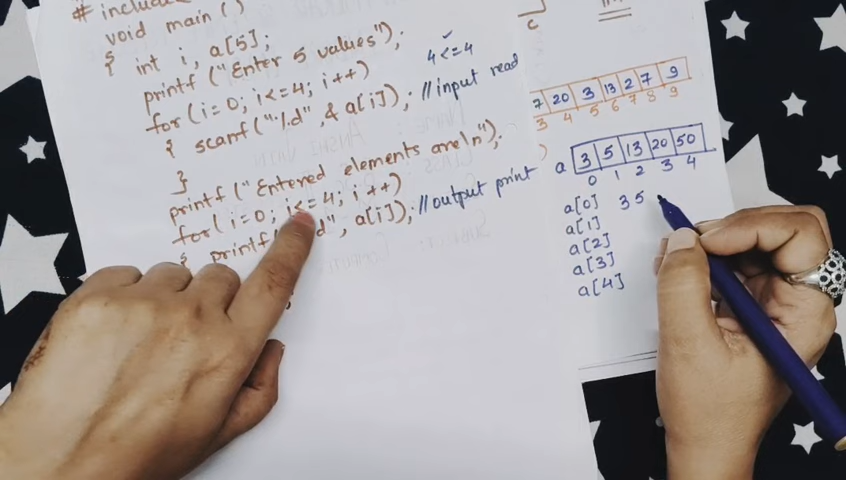 # include
void main ( )
{ int i, a[5];
printf ("Enter 5 values");
for (i=0; i<=4; i++)
4<=4
{ scanf ("%d", & a[i]); //input read
}
printf ("Entered elements are\n");
for( i=0; i<=4; i++)
{ printf d", a[i]); //output print
c
7 20 3 13 2 7 9
3 4 5 6 7 8 9
a 3 5 13 20 50
0 1 2 3 4
a[0] 3 5
a[1]
a[2]
a[3]
a[4]